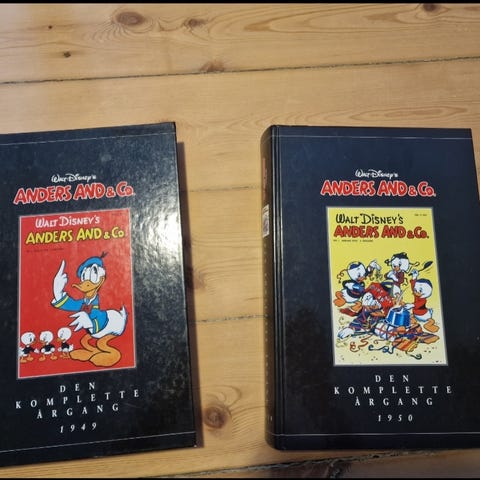 Walt Disney's
ANDERS AND & Co.
WALT DISNEY'S
ANDERS AND & Co.
DEN
KOMPLETTE
ÅRGANG
1949
Walt Disney's
ANDERS AND & Co.
WALT DISNEY'S
ANDERS AND & Co.
DEN
KOMPLETTE
ÅRGANG
1950